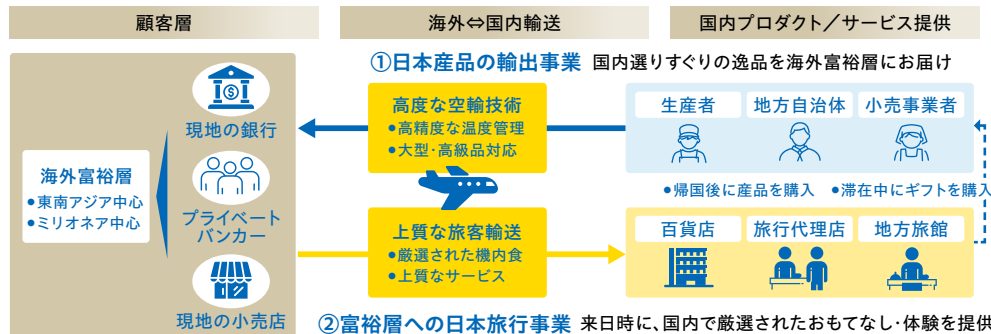 顧客層
海外⇔国内輸送
国内プロダクト／サービス提供
①日本産品の輸出事業 国内選りすぐりの逸品を海外富裕層にお届け
現地の銀行
プライベート
バンカー
現地の小売店
海外富裕層
●東南アジア中心
●ミリオネア中心
高度な空輸技術
●高精度な温度管理
●大型・高級品対応
生産者
地方自治体
小売事業者
●帰国後に産品を購入 ●滞在中にギフトを購入
上質な旅客輸送
●厳選された機内食
●上質なサービス
百貨店
旅行代理店
地方旅館
②富裕層への日本旅行事業 来日時に、国内で厳選されたおもてなし・体験を提供